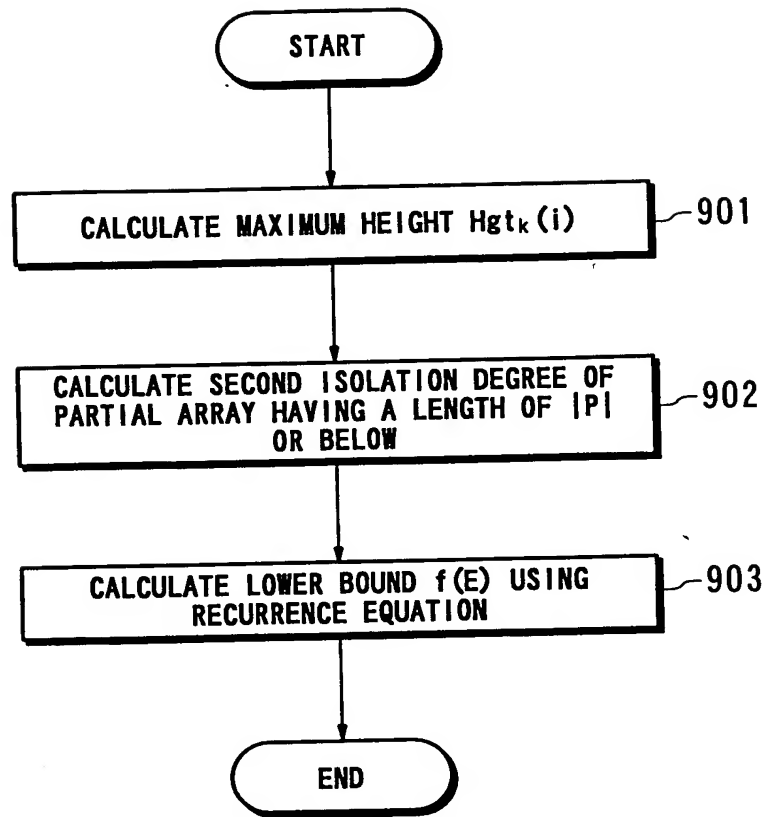 START
CALCULATE MAXIMUM HEIGHT Hgtₖ(i)
901
CALCULATE SECOND ISOLATION DEGREE OF
PARTIAL ARRAY HAVING A LENGTH OF |P|
OR BELOW
902
CALCULATE LOWER BOUND f(E) USING
RECURRENCE EQUATION
903
END